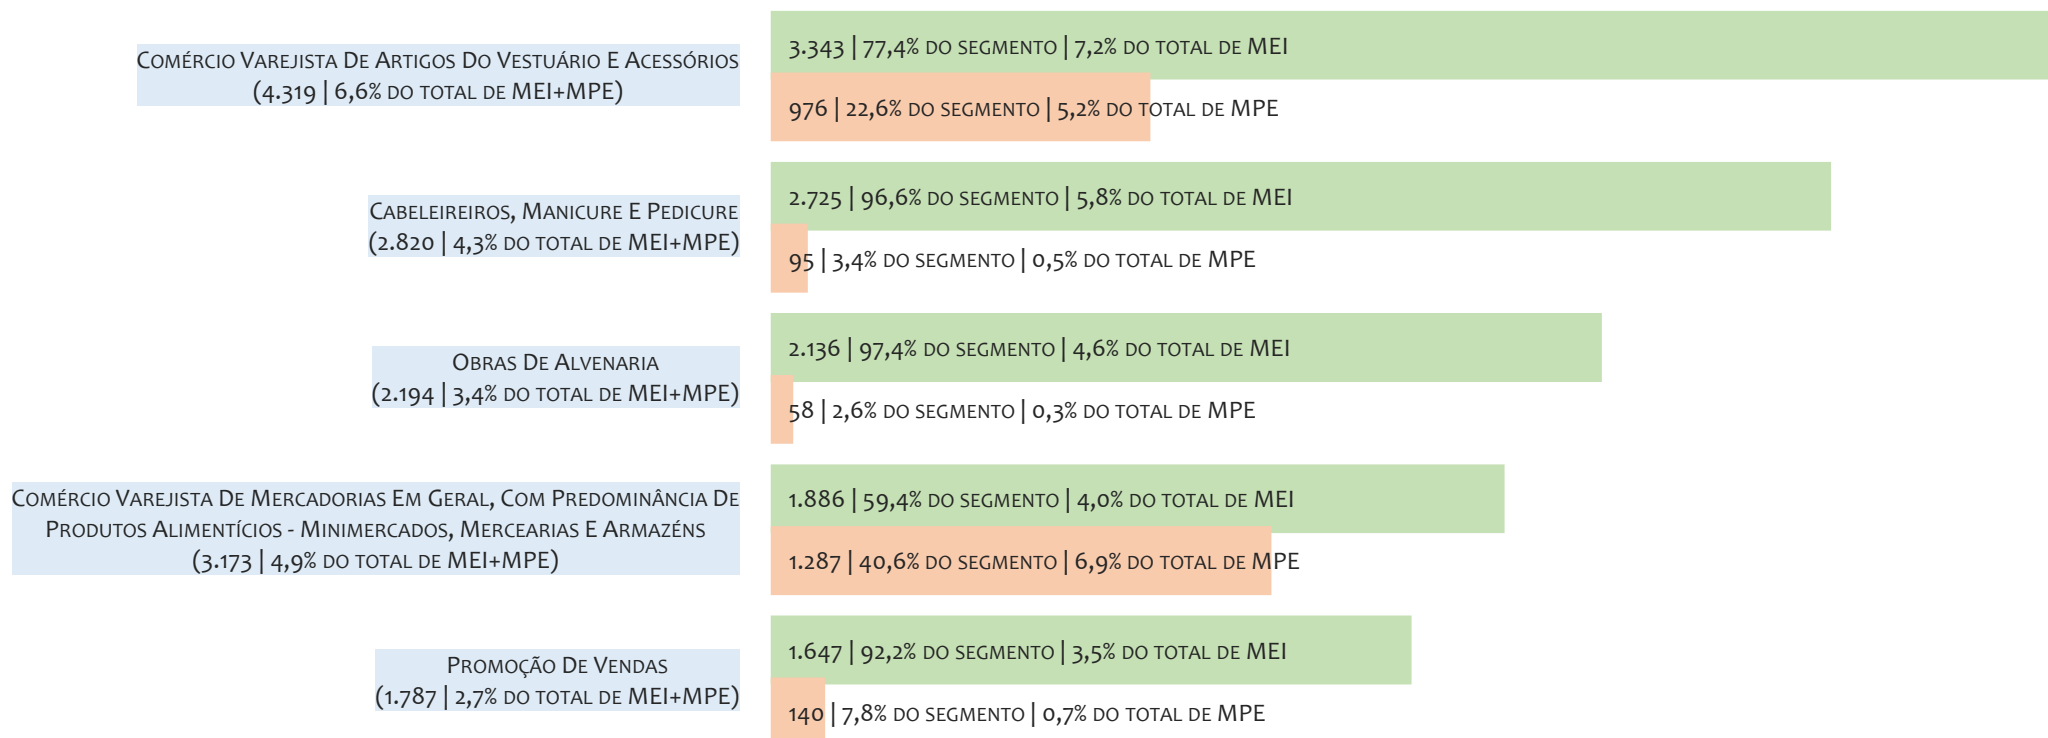 Comércio Varejista De Artigos Do Vestuário E Acessórios
(4.319 | 6,6% do total de MEI+MPE)
3.343 | 77,4% do segmento | 7,2% do total de MEI
976 | 22,6% do segmento | 5,2% do total de MPE
Cabeleireiros, Manicure E Pedicure
(2.820 | 4,3% do total de MEI+MPE)
2.725 | 96,6% do segmento | 5,8% do total de MEI
95 | 3,4% do segmento | 0,5% do total de MPE
Obras De Alvenaria
(2.194 | 3,4% do total de MEI+MPE)
2.136 | 97,4% do segmento | 4,6% do total de MEI
58 | 2,6% do segmento | 0,3% do total de MPE
Comércio Varejista De Mercadorias Em Geral, Com Predominância De
Produtos Alimentícios - Minimercados, Mercearias E Armazéns
(3.173 | 4,9% do total de MEI+MPE)
1.886 | 59,4% do segmento | 4,0% do total de MEI
1.287 | 40,6% do segmento | 6,9% do total de MPE
Promoção De Vendas
(1.787 | 2,7% do total de MEI+MPE)
1.647 | 92,2% do segmento | 3,5% do total de MEI
140 | 7,8% do segmento | 0,7% do total de MPE